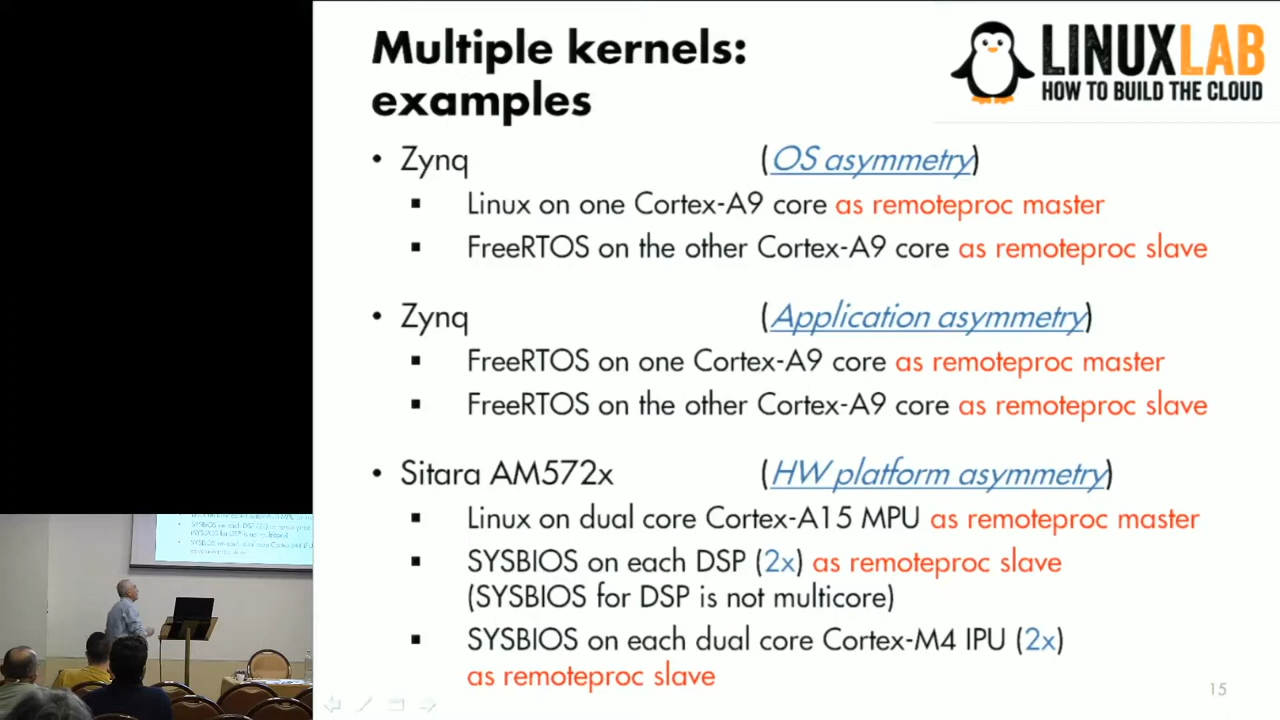 Multiple kernels:
examples
LINUXLAB
HOW TO BUILD THE CLOUD
• Zynq (OS asymmetry)
▪ Linux on one Cortex-A9 core as remoteproc master
▪ FreeRTOS on the other Cortex-A9 core as remoteproc slave
• Zynq (Application asymmetry)
▪ FreeRTOS on one Cortex-A9 core as remoteproc master
▪ FreeRTOS on the other Cortex-A9 core as remoteproc slave
• Sitara AM572x (HW platform asymmetry)
▪ Linux on dual core Cortex-A15 MPU as remoteproc master
▪ SYSBIOS on each DSP (2x) as remoteproc slave
(SYSBIOS for DSP is not multicore)
▪ SYSBIOS on each dual core Cortex-M4 IPU (2x)
as remoteproc slave
15